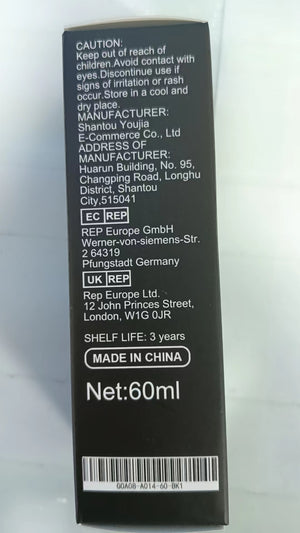 CAUTION:
Keep out of reach of
children.Avoid contact with
eyes.Discontinue use if
signs of irritation or rash
occur.Store in a cool and
dry place.
MANUFACTURER:
Shantou Youjia
E-Commerce Co., Ltd
ADDRESS OF
MANUFACTURER:
Huarun Building, No. 95,
Changping Road, Longhu
District, Shantou
City,515041
EC REP
REP Europe GmbH
Werner-von-siemens-Str.
2 64319
Pfungstadt Germany
UK REP
Rep Europe Ltd.
12 John Princes Street,
London, W1G 0JR
SHELF LIFE: 3 years
MADE IN CHINA
Net:60ml
G0A08-A014-60-BK1